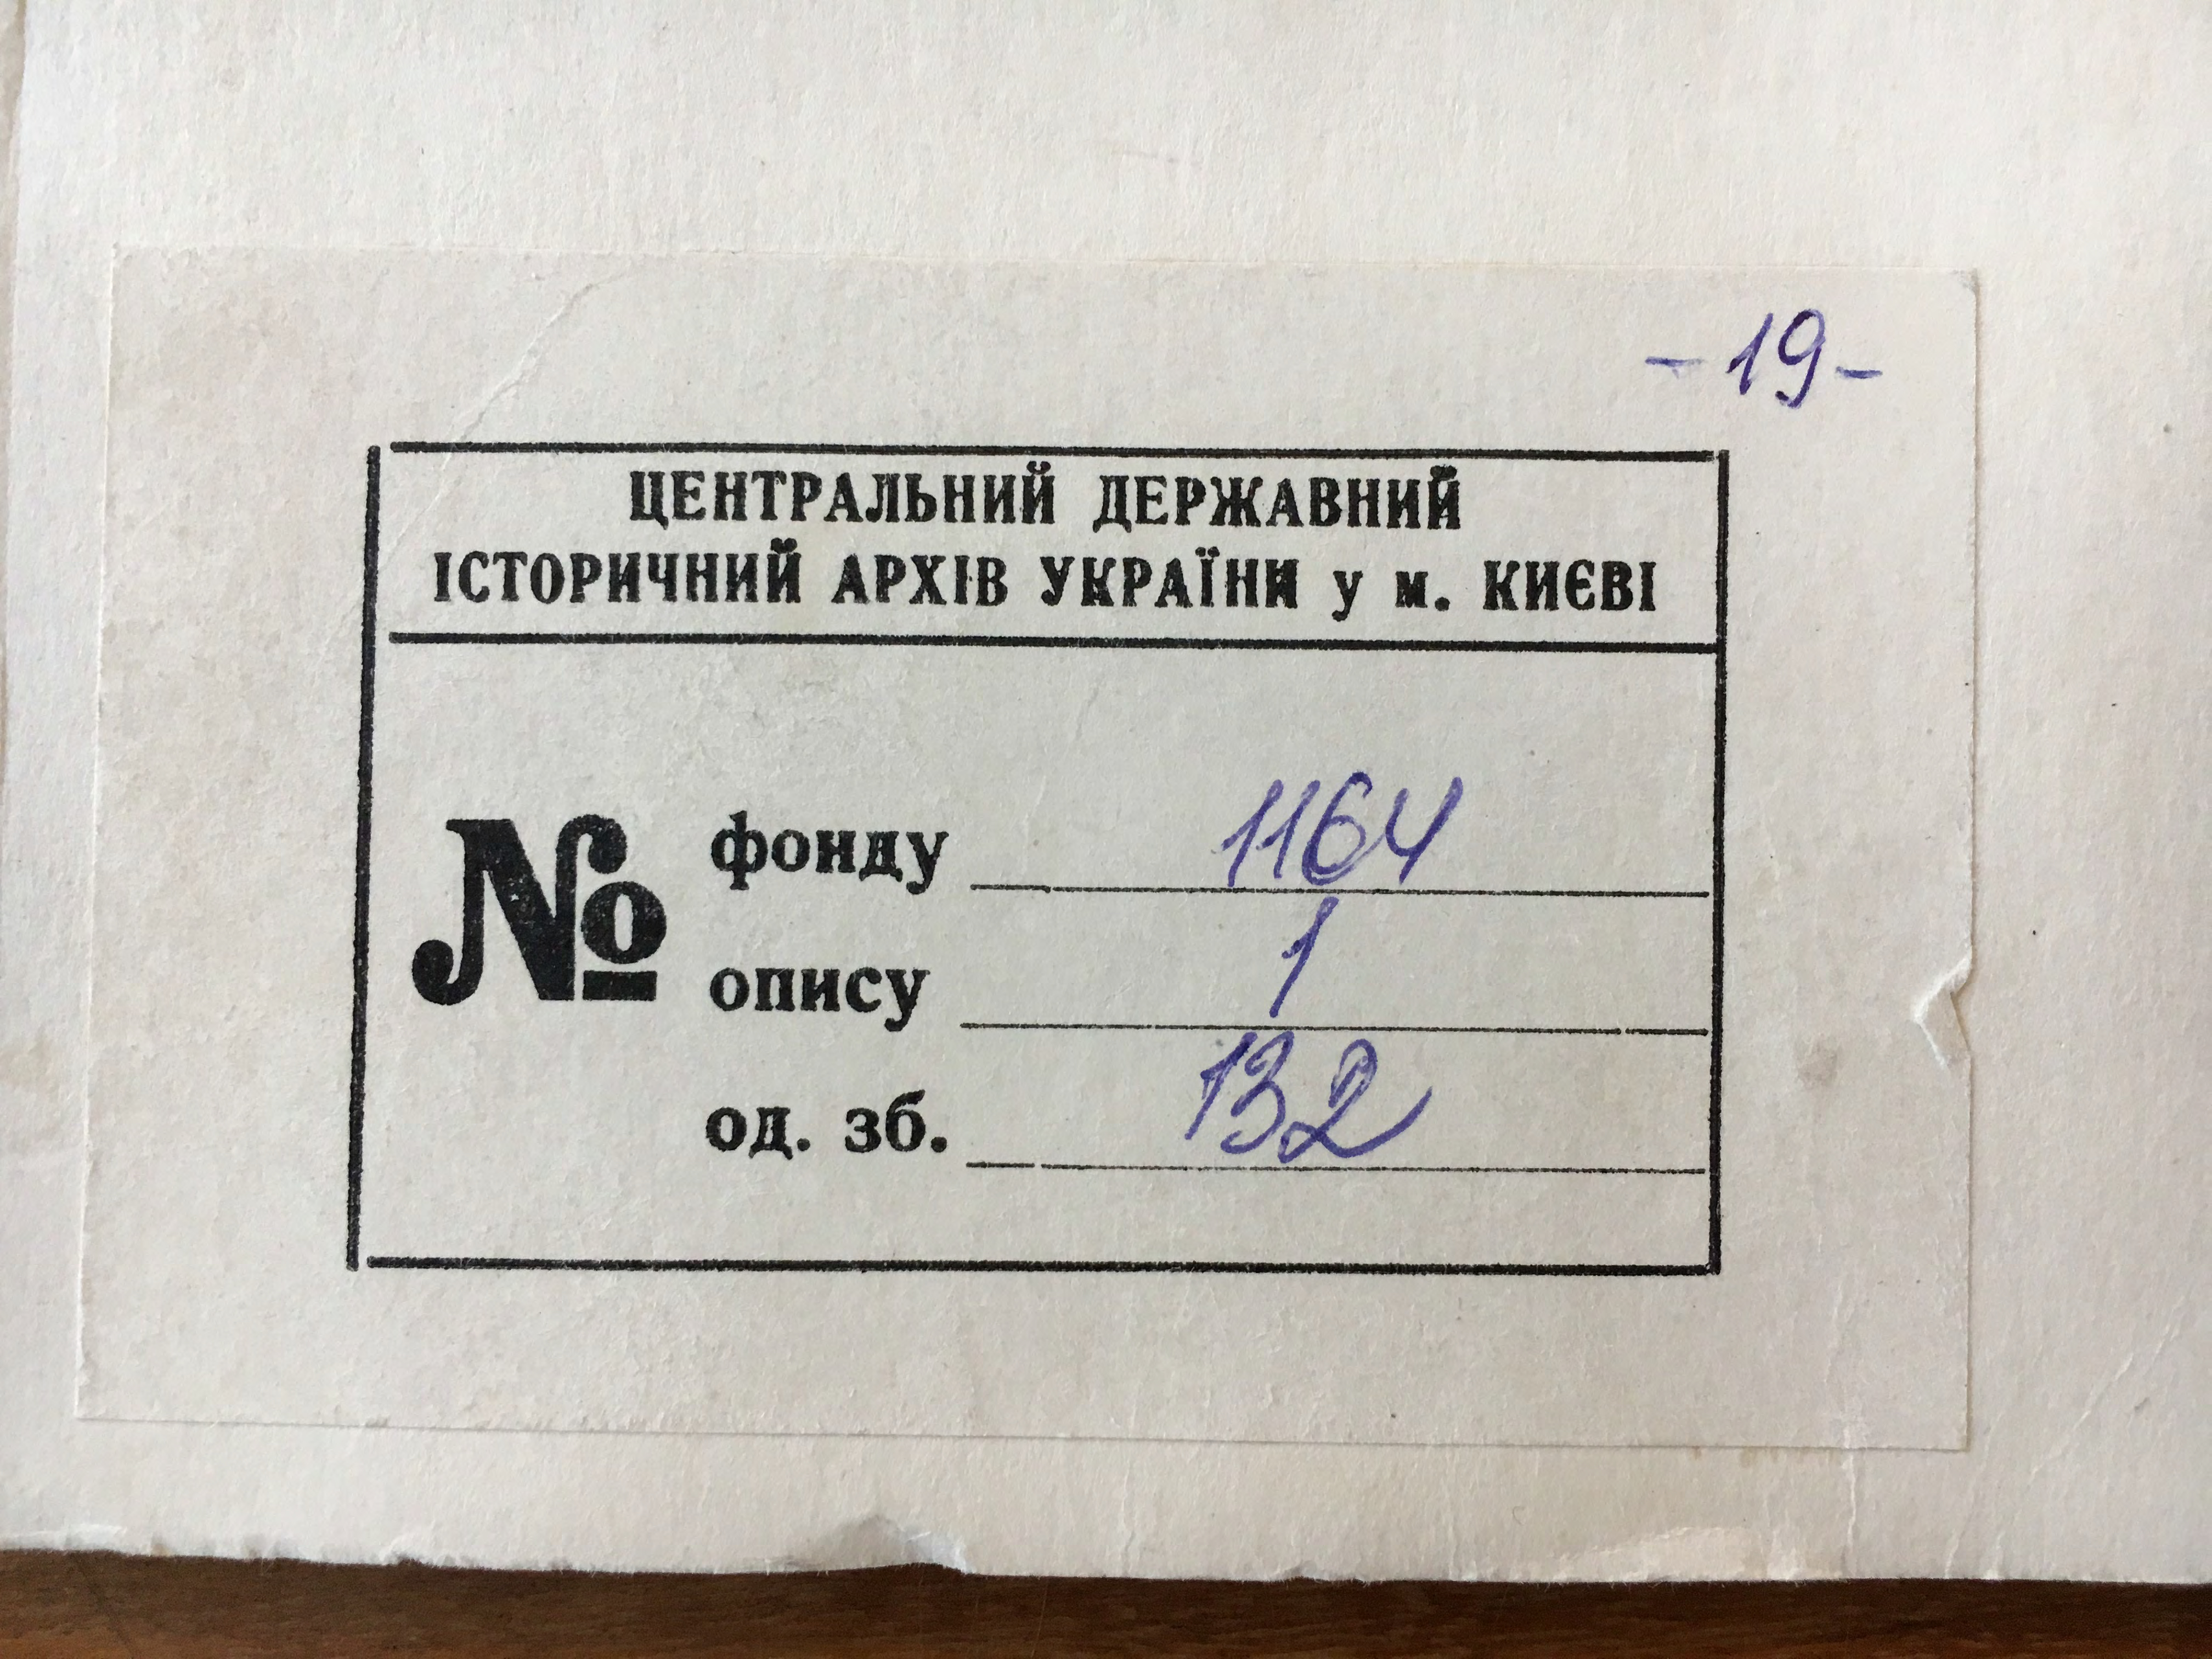 - 19 -
ЦЕНТРАЛЬНИЙ ДЕРЖАВНИЙ
ІСТОРИЧНИЙ АРХІВ УКРАЇНИ у м. КИЄВІ
№ фонду 1164
опису 1
од. зб. 132